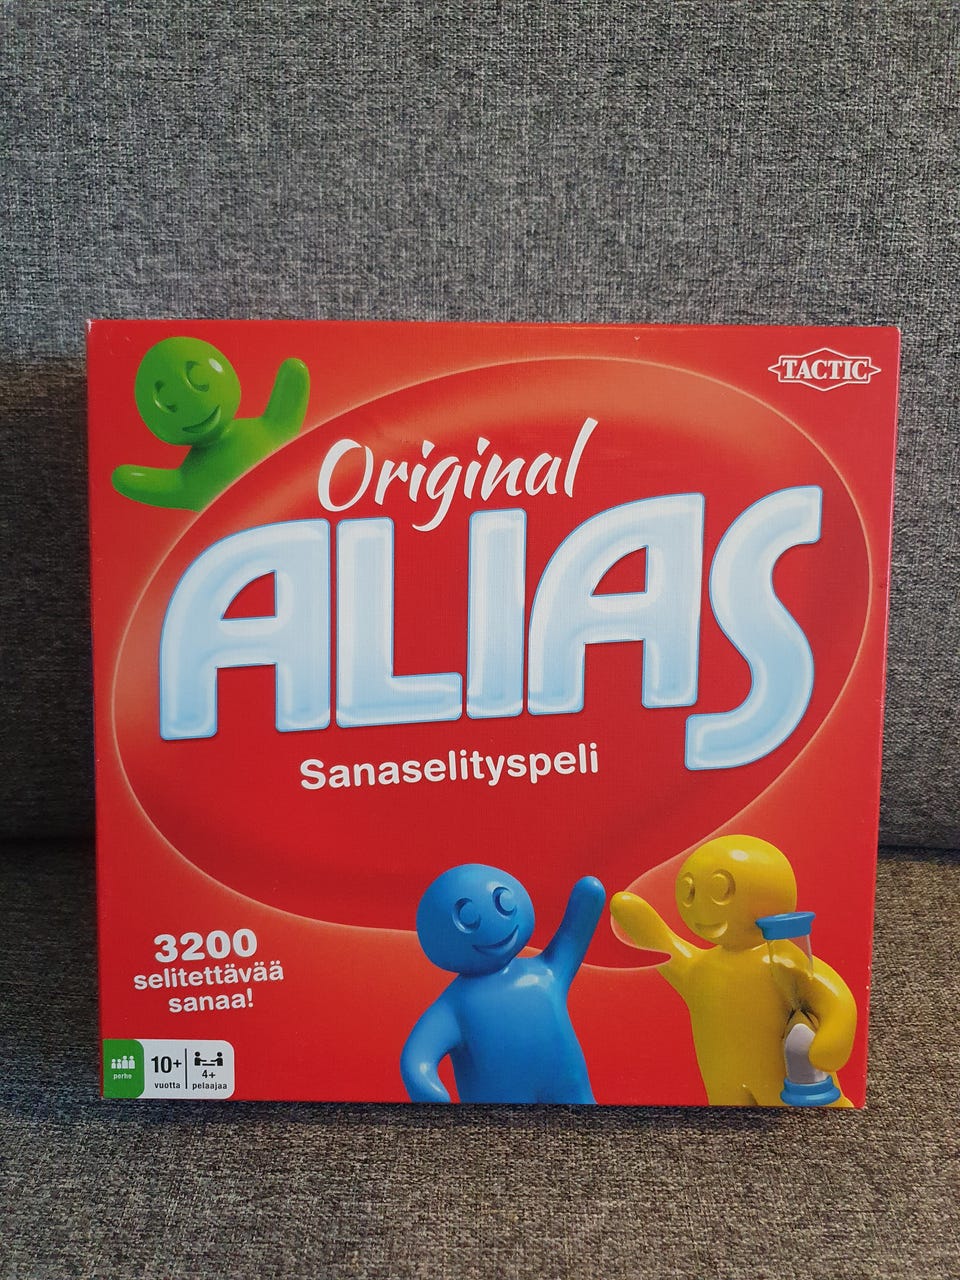 TACTIC
Original
ALIAS
Sanaselityspeli
3200
selitettävää
sanaa!
perhe
10+
vuotta
4+
pelaajaa